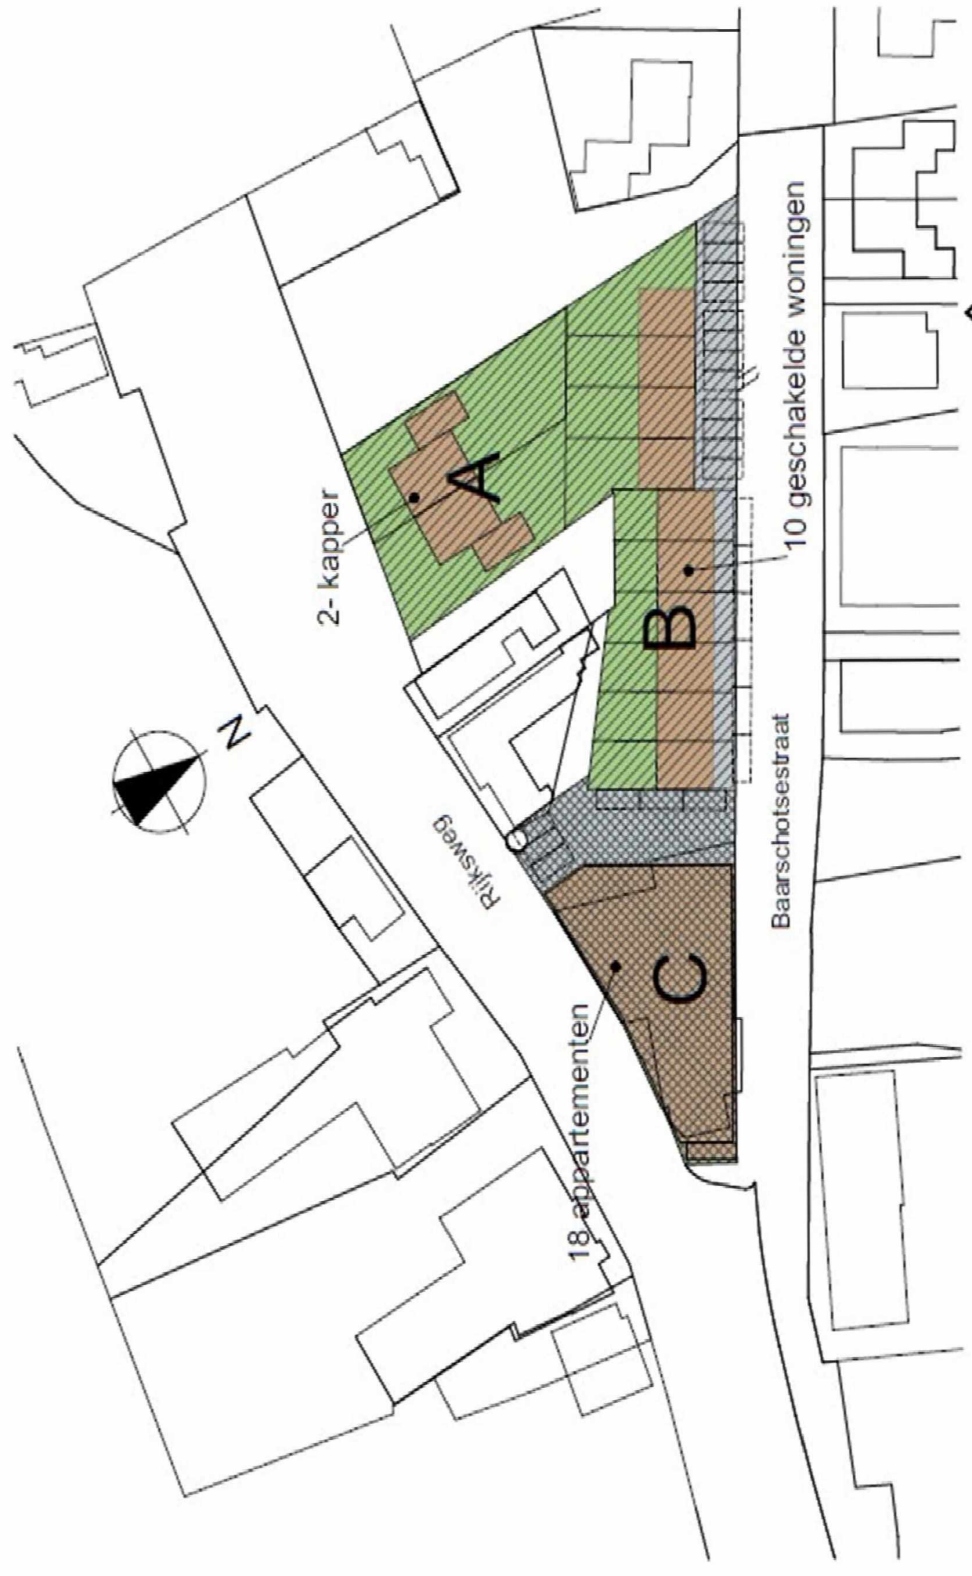 2- kapper
A
10 geschakelde woningen
B
N
Rijksweg
Baarschotsestraat
C
18 appartementen